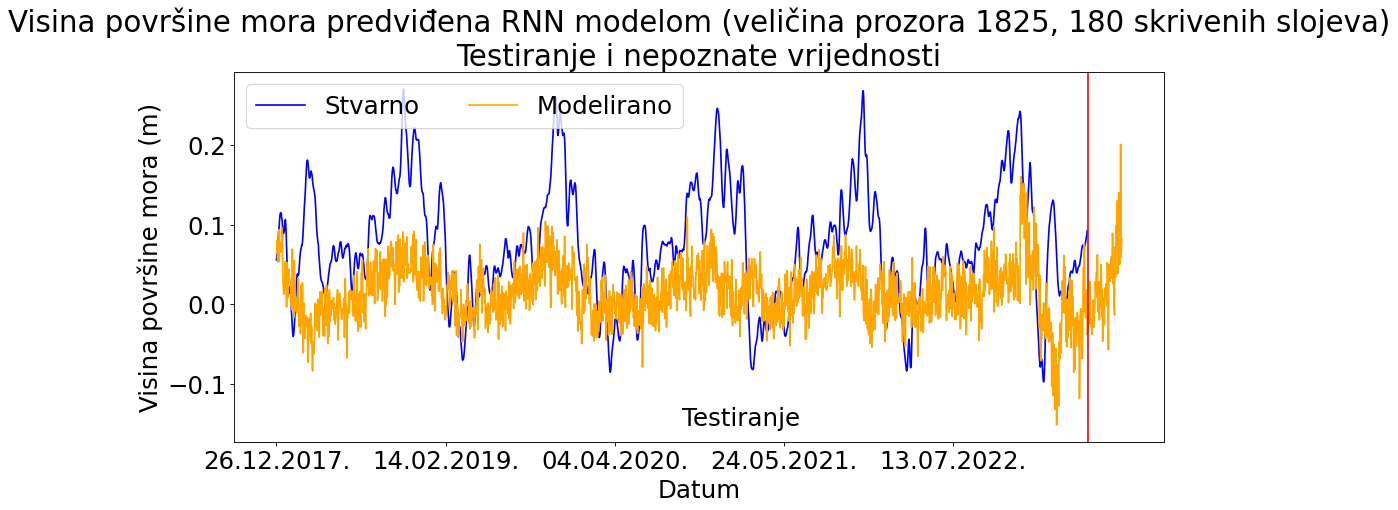 Visina površine mora predviđena RNN modelom (veličina prozora 1825, 180 skrivenih slojeva)
Testiranje i nepoznate vrijednosti
Stvarno
Modelirano
Visina površine mora (m)
0.2
0.1
0.0
−0.1
Testiranje
26.12.2017.
14.02.2019.
04.04.2020.
24.05.2021.
13.07.2022.
Datum